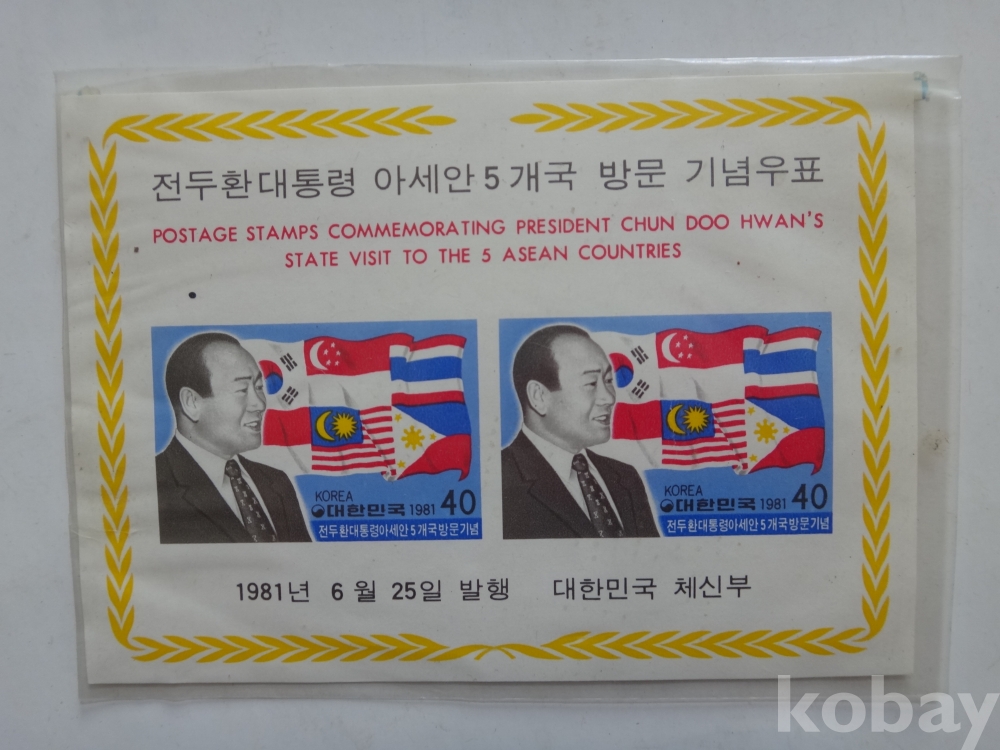 전두환대통령 아세안 5 개국 방문 기념우표
POSTAGE STAMPS COMMEMORATING PRESIDENT CHUN DOO HWAN'S
STATE VISIT TO THE 5 ASEAN COUNTRIES
KOREA
대한민국 1981 40
전두환대통령아세안5개국방문기념
KOREA
대한민국 1981 40
전두환대통령아세안5개국방문기념
1981년 6월 25일 발행 대한민국 체신부
kobay